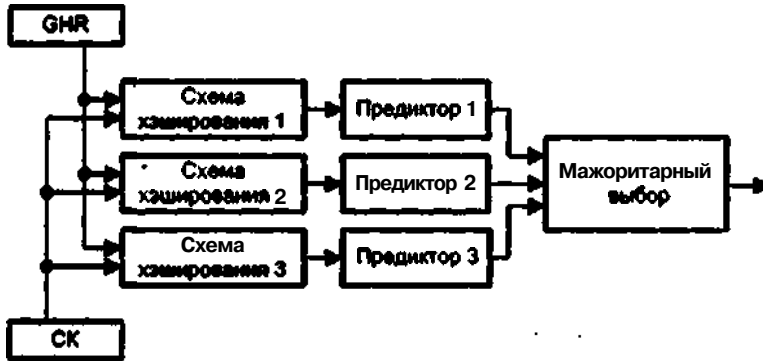 GHR
Схема
хэширования 1
Предиктор 1
Схема
хэширования 2
Предиктор 2
Мажоритарный
выбор
Схема
хэширования 3
Предиктор 3
СК